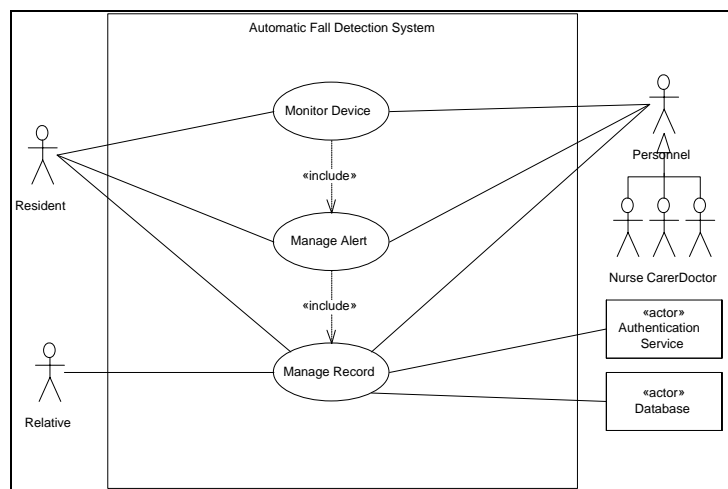 Automatic Fall Detection System
Monitor Device
«include»
Personnel
Resident
Manage Alert
Nurse CarerDoctor
«include»
«actor»
Authentication
Service
Manage Record
«actor»
Database
Relative